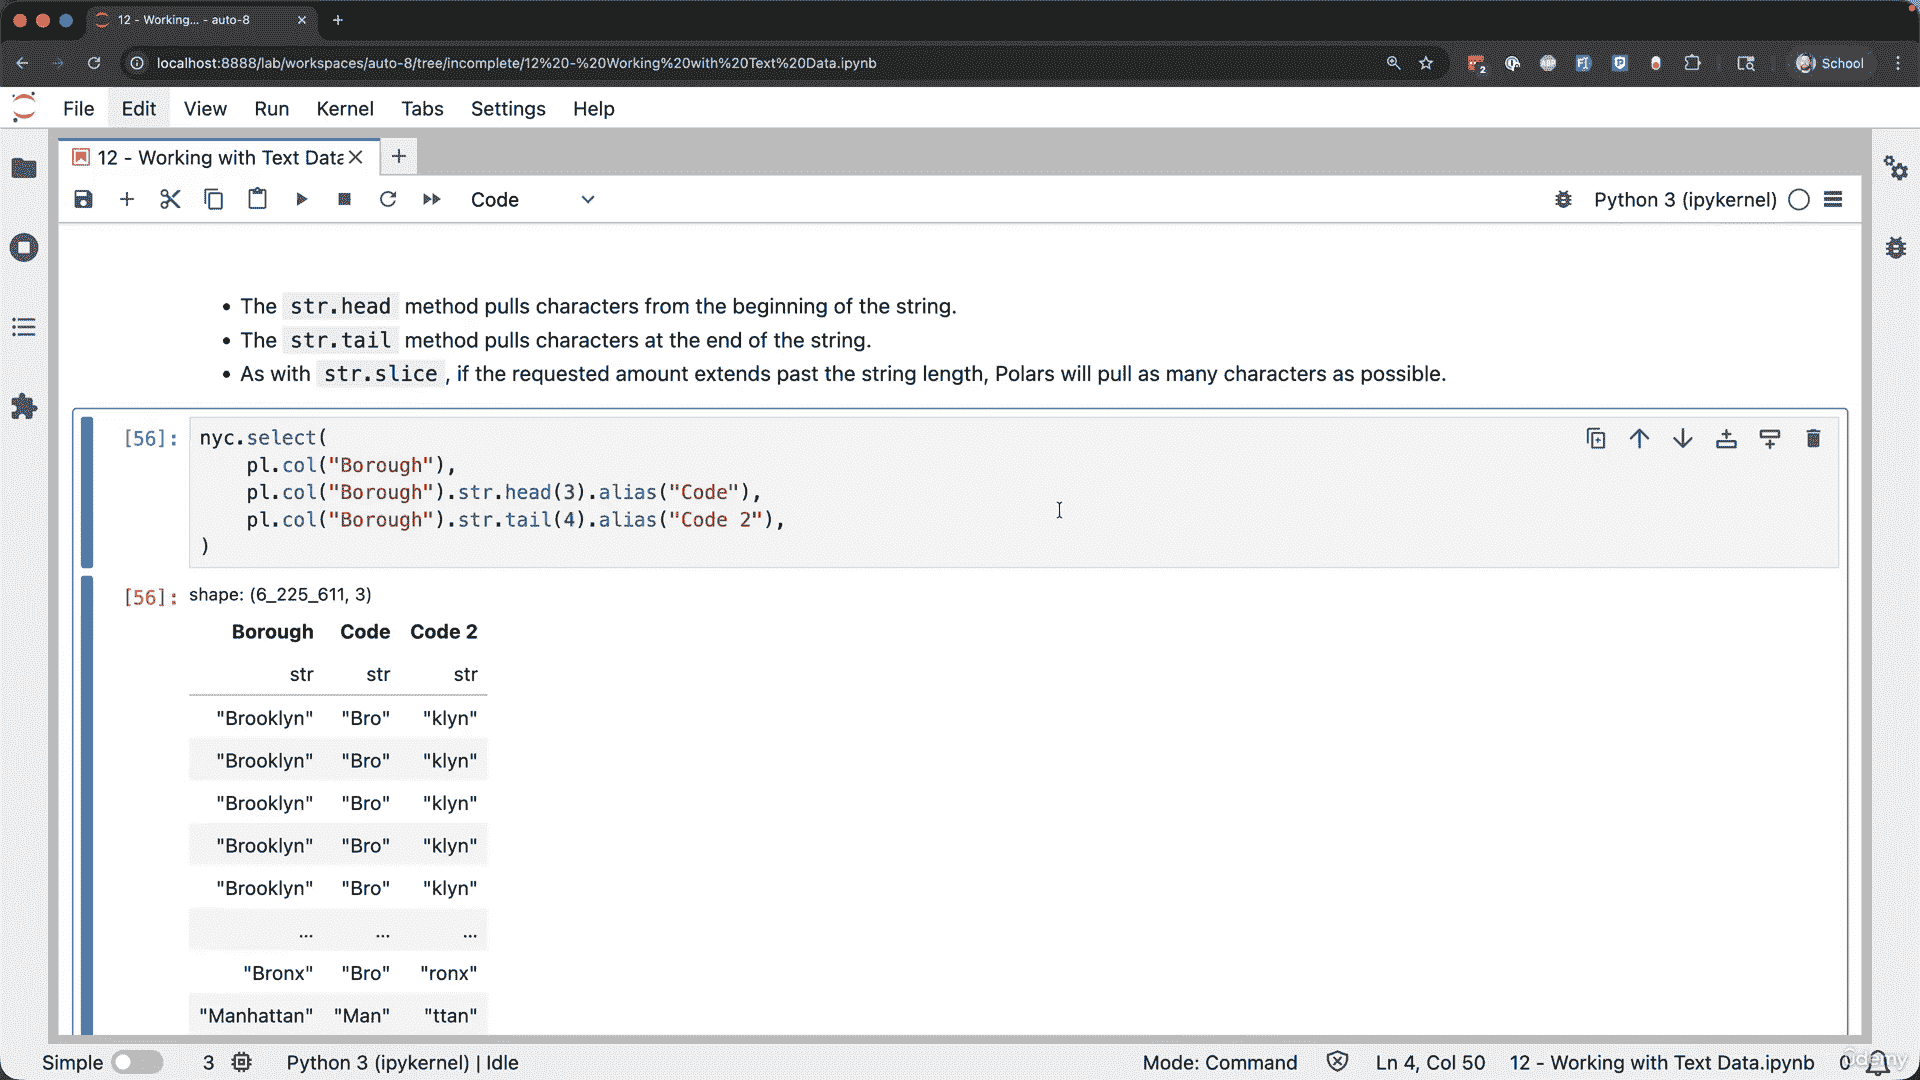 12 - Working... - auto-8
localhost:8888/lab/workspaces/auto-8/tree/incomplete/12%20-%20Working%20with%20Text%20Data.ipynb
2
ABP
School
File Edit View Run Kernel Tabs Settings Help
12 - Working with Text Data
Code
Python 3 (ipykernel)
• The str.head method pulls characters from the beginning of the string.
• The str.tail method pulls characters at the end of the string.
• As with str.slice , if the requested amount extends past the string length, Polars will pull as many characters as possible.
[56]: nyc.select(
pl.col("Borough"),
pl.col("Borough").str.head(3).alias("Code"),
pl.col("Borough").str.tail(4).alias("Code 2"),
)
[56]: shape: (6_225_611, 3)
Borough Code Code 2
str str str
"Brooklyn" "Bro" "klyn"
"Brooklyn" "Bro" "klyn"
"Brooklyn" "Bro" "klyn"
"Brooklyn" "Bro" "klyn"
"Brooklyn" "Bro" "klyn"
... ... ...
"Bronx" "Bro" "ronx"
"Manhattan" "Man" "ttan"
Simple 3 Python 3 (ipykernel) | Idle Mode: Command Ln 4, Col 50 12 - Working with Text Data.ipynb 0
Udemy